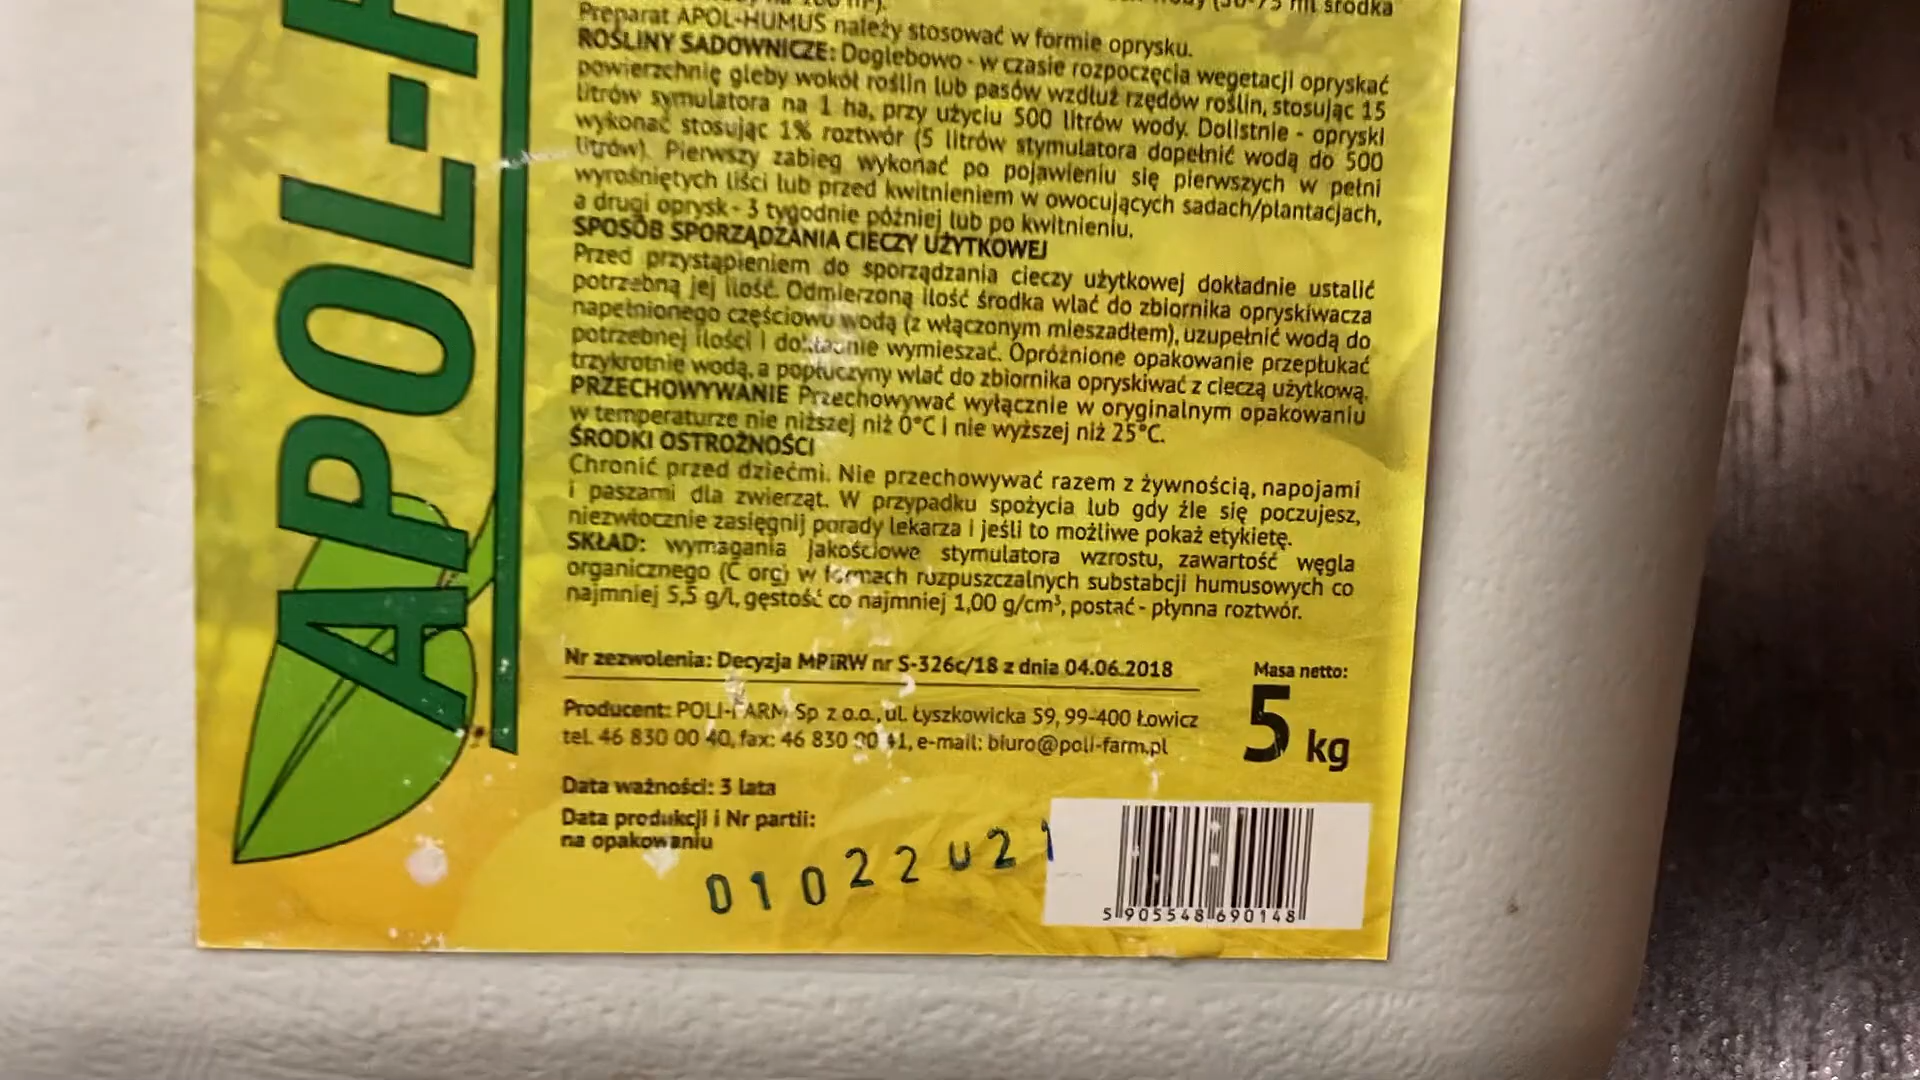 (50-75 ml środka
Preparat APOL-HUMUS należy stosować w formie oprysku.
ROŚLINY SADOWNICZE: Doglebowo - w czasie rozpoczęcia wegetacji opryskać
powierzchnię gleby wokół roślin lub pasów wzdłuż rzędów roślin, stosując 15
litrów symulatora na 1 ha, przy użyciu 500 litrów wody. Dolistnie - opryski
wykonać stosując 1% roztwór (5 litrów stymulatora dopełnić wodą do 500
litrów). Pierwszy zabieg wykonać po pojawieniu się pierwszych w pełni
wyrośniętych liści lub przed kwitnieniem w owocujących sadach/plantacjach,
a drugi oprysk - 3 tygodnie później lub po kwitnieniu.
SPOSÓB SPORZĄDZANIA CIECZY UŻYTKOWEJ
Przed przystąpieniem do sporządzania cieczy użytkowej dokładnie ustalić
potrzebną jej ilość. Odmierzoną ilość środka wlać do zbiornika opryskiwacza
napełnionego częściowo wodą (z włączonym mieszadłem), uzupełnić wodą do
potrzebnej ilości i dokładnie wymieszać. Opróżnione opakowanie przepłukać
trzykrotnie wodą, a popłuczyny wlać do zbiornika opryskiwać z cieczą użytkową.
PRZECHOWYWANIE Przechowywać wyłącznie w oryginalnym opakowaniu
w temperaturze nie niższej niż 0°C i nie wyższej niż 25°C.
ŚRODKI OSTROŻNOŚCI
Chronić przed dziećmi. Nie przechowywać razem z żywnością, napojami
i paszami dla zwierząt. W przypadku spożycia lub gdy źle się poczujesz,
niezwłocznie zasięgnij porady lekarza i jeśli to możliwe pokaż etykietę.
SKŁAD: wymagania jakościowe stymulatora wzrostu, zawartość węgla
organicznego (C org) w formach rozpuszczalnych substabcji humusowych co
najmniej 5,5 g/l, gęstość co najmniej 1,00 g/cm³, postać - płynna roztwór.
Nr zezwolenia: Decyzja MPiRW nr S-326c/18 z dnia 04.06.2018
Masa netto:
5 kg
Producent: POLI-FARM Sp z o.o., ul. Łyszkowicka 59, 99-400 Łowicz
tel. 46 830 00 40, fax: 46 830 00 41, e-mail: biuro@poli-farm.pl
Data ważności: 3 lata
Data produkcji i Nr partii:
na opakowaniu
01022021
5 905548 690148
APOL-